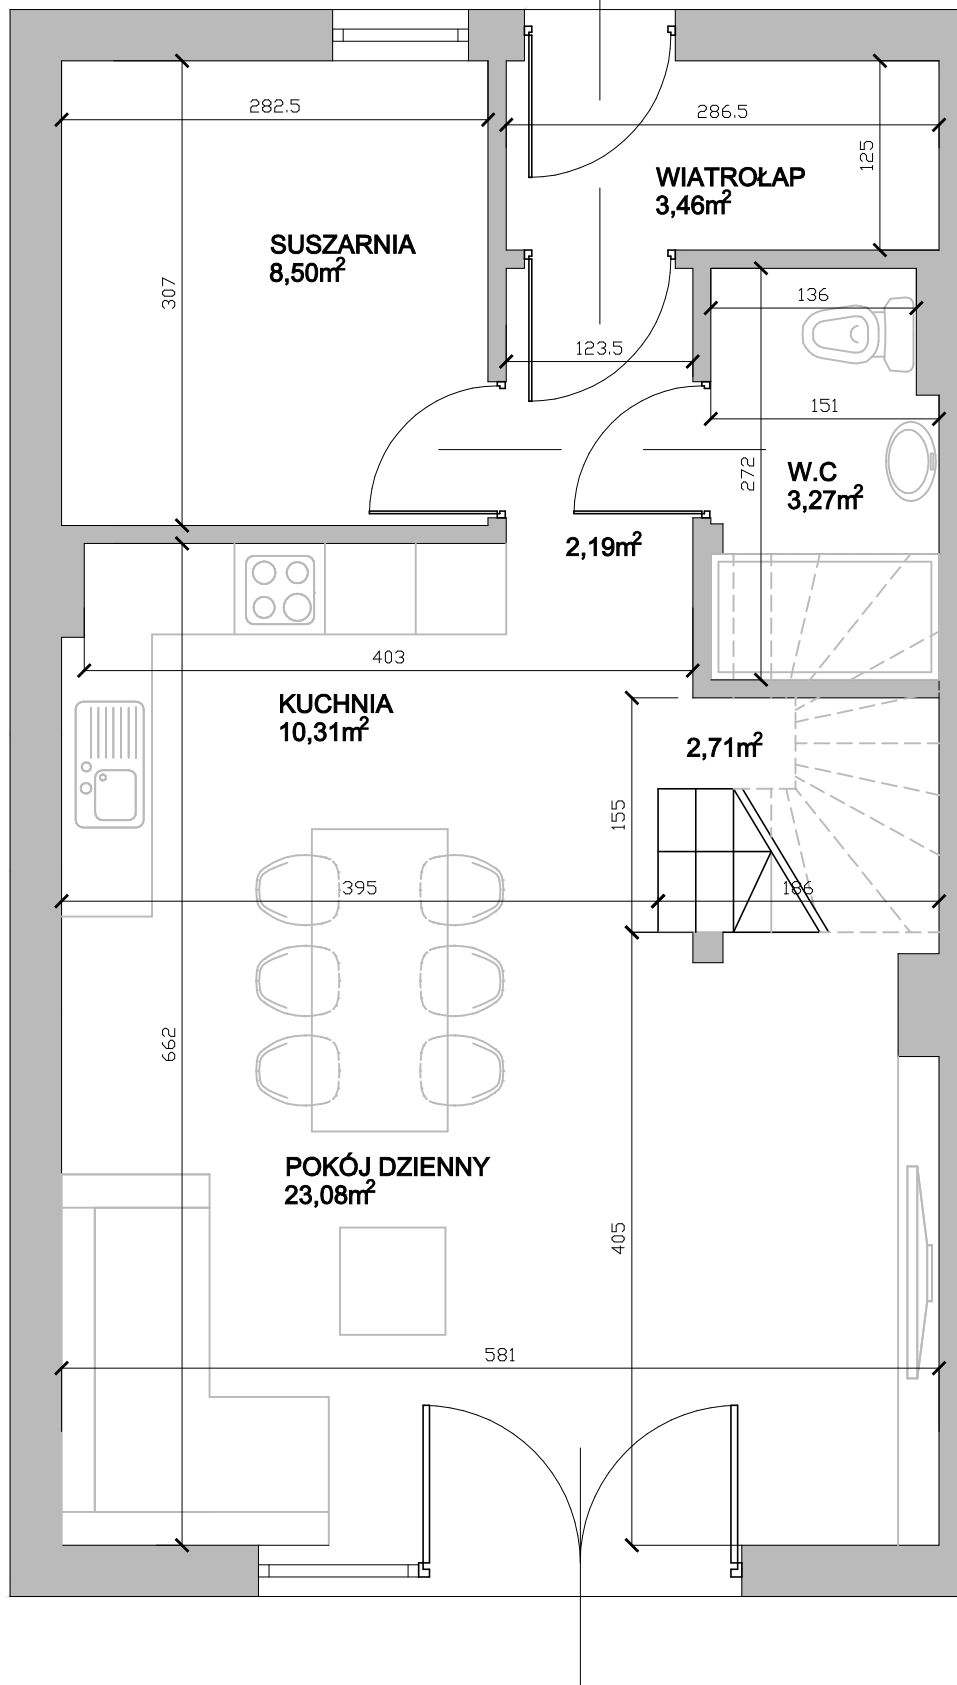 282.5
286.5
125
WIATROŁAP
3,46m²
SUSZARNIA
8,50m²
307
136
123.5
151
272
W.C
3,27m²
2,19m²
403
KUCHNIA
10,31m²
2,71m²
155
395
186
662
POKÓJ DZIENNY
23,08m²
405
581